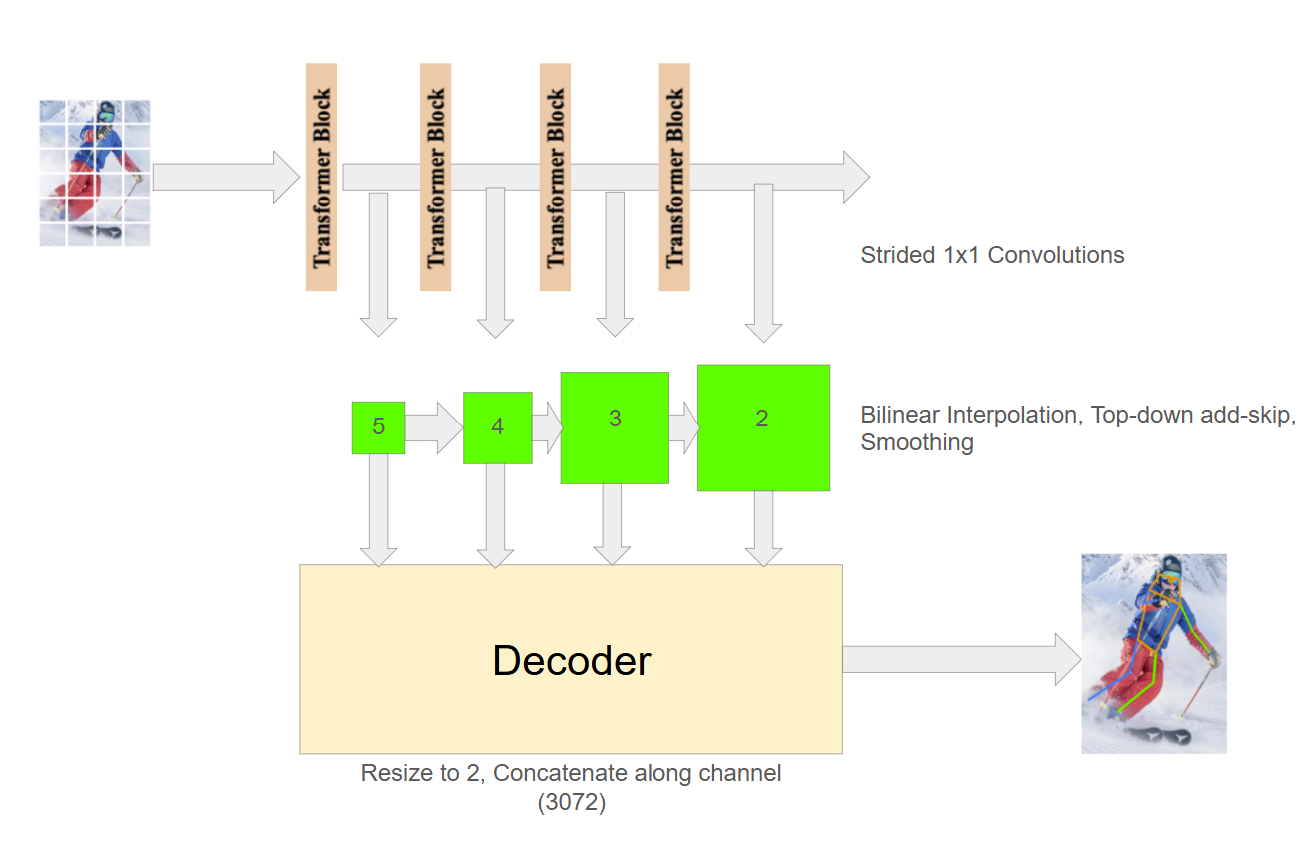 Transformer Block
Transformer Block
Transformer Block
Transformer Block
Strided 1x1 Convolutions
5
4
3
2
Bilinear Interpolation, Top-down add-skip,
Smoothing
Decoder
Resize to 2, Concatenate along channel
(3072)